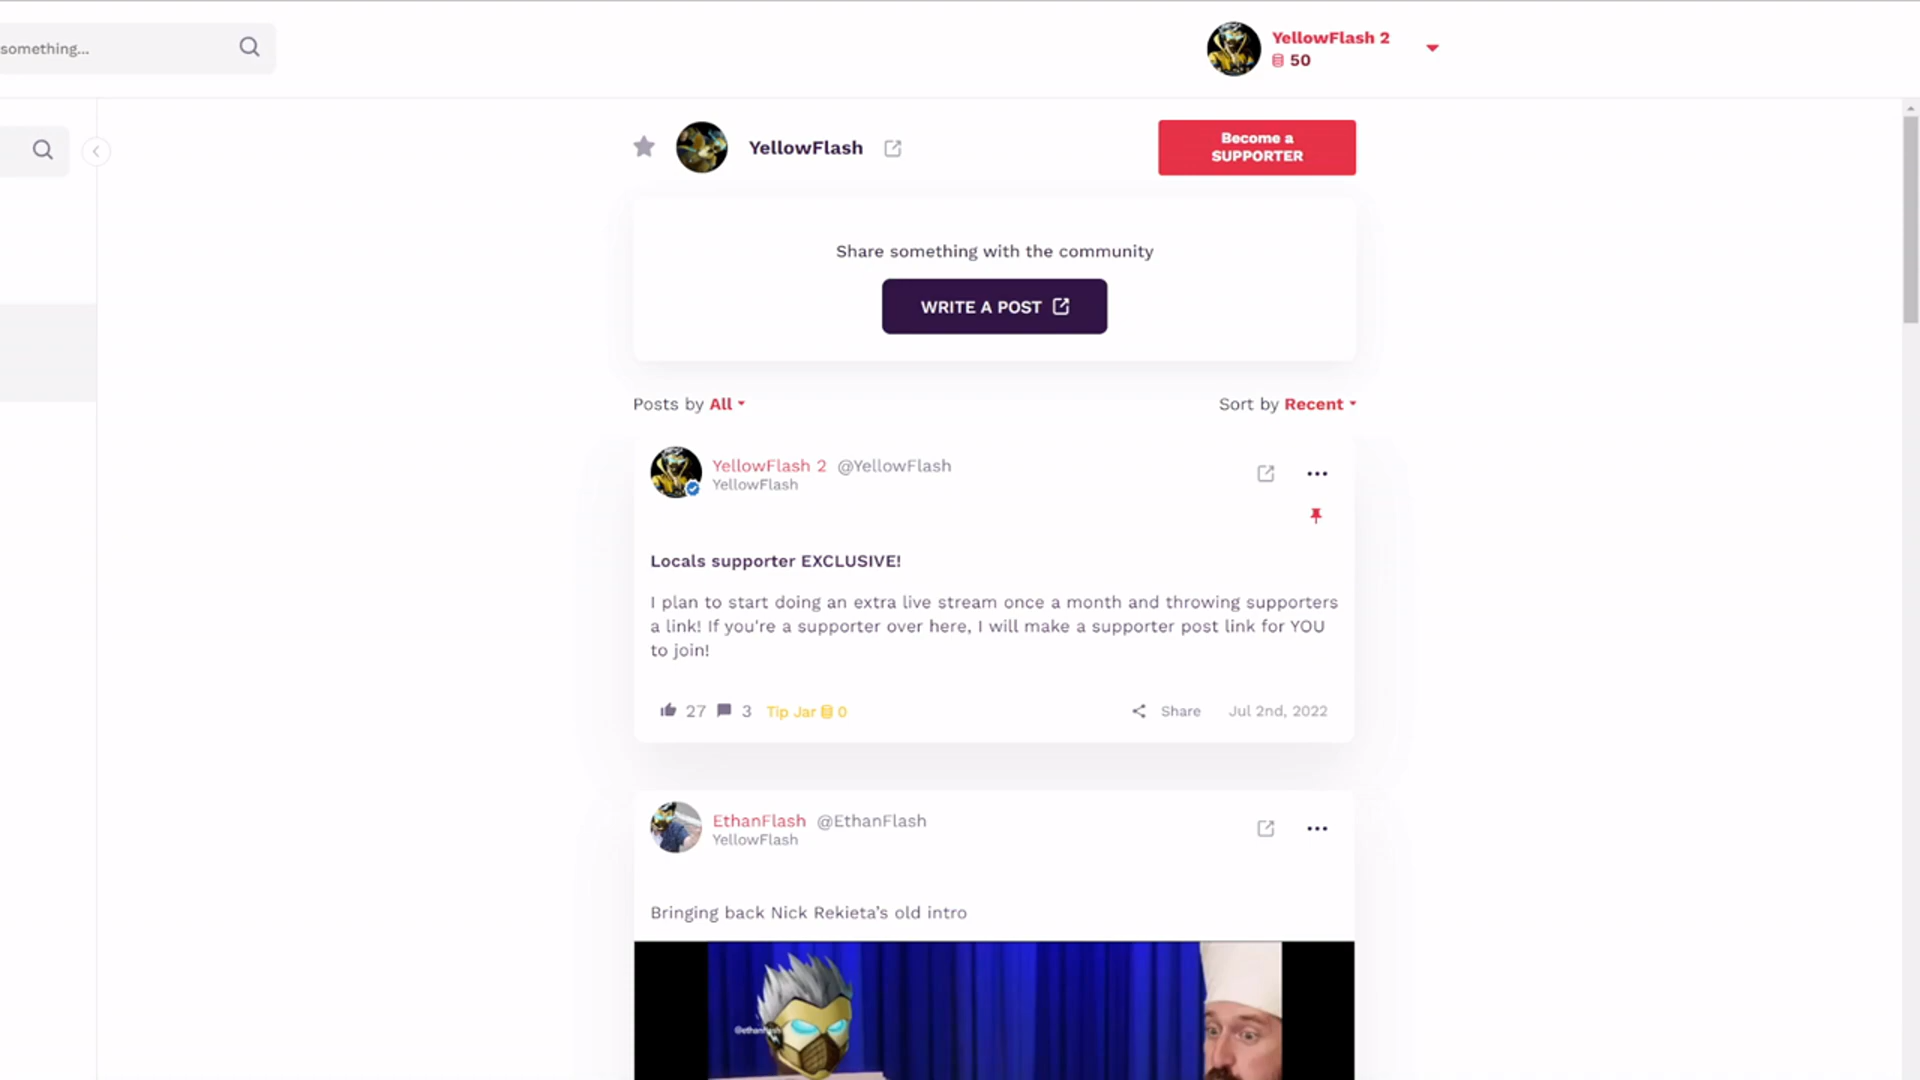 something...
YellowFlash 2
50
YellowFlash
Become a
SUPPORTER
Share something with the community
WRITE A POST
Posts by All
Sort by Recent
YellowFlash 2 @YellowFlash
YellowFlash
Locals supporter EXCLUSIVE!
I plan to start doing an extra live stream once a month and throwing supporters
a link! If you're a supporter over here, I will make a supporter post link for YOU
to join!
27 3 Tip Jar 0
Share Jul 2nd, 2022
EthanFlash @EthanFlash
YellowFlash
Bringing back Nick Rekieta’s old intro
@ethanflash